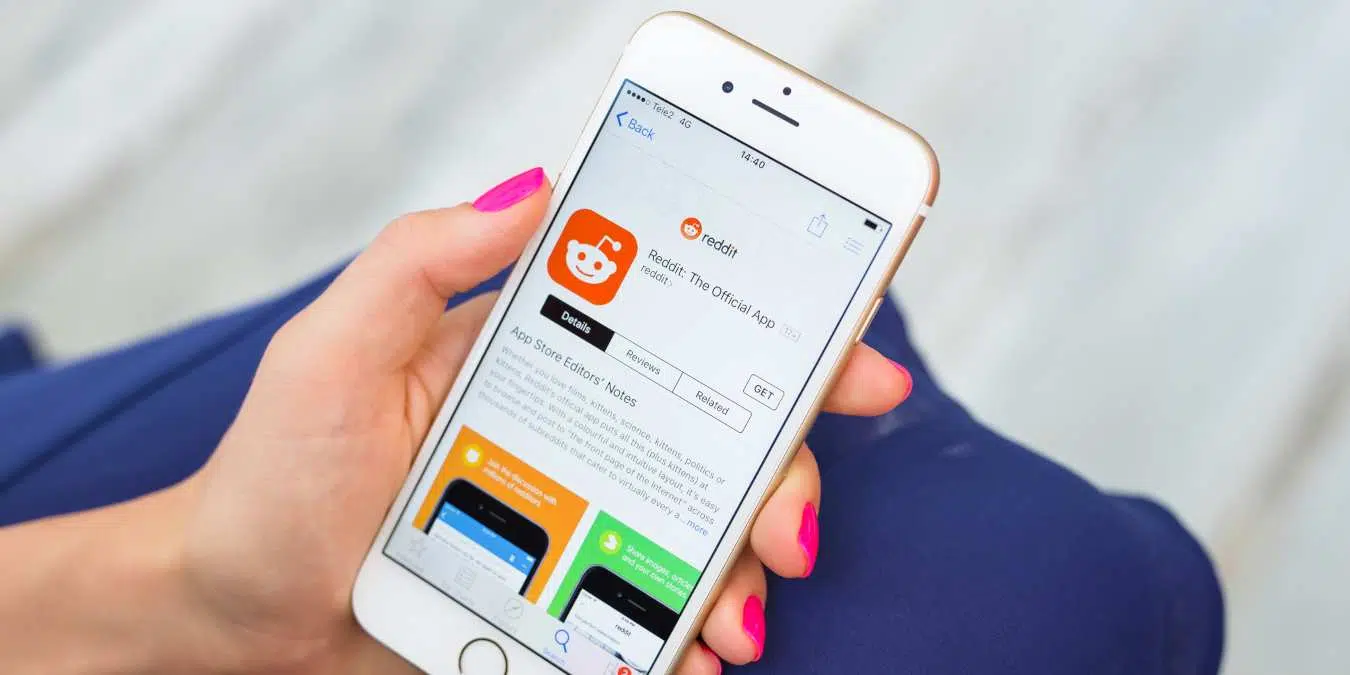 Tele2 4G
14:40
Back
reddit
Reddit: The Official App 17+
reddit
Details
Reviews
Related
GET
App Store Editors' Notes
Whether you love films, kittens, science, kittens, politics or
kittens, Reddit's official app puts all this (plus kittens) at
your fingertips. With a colourful and intuitive layout, it's easy
to browse and post to "the front page of the Internet" across
thousands of subreddits that cater to virtually every a... more
Join the discussion with
millions of redditors
Share images, articles
and your own stories
reddit
Search
2